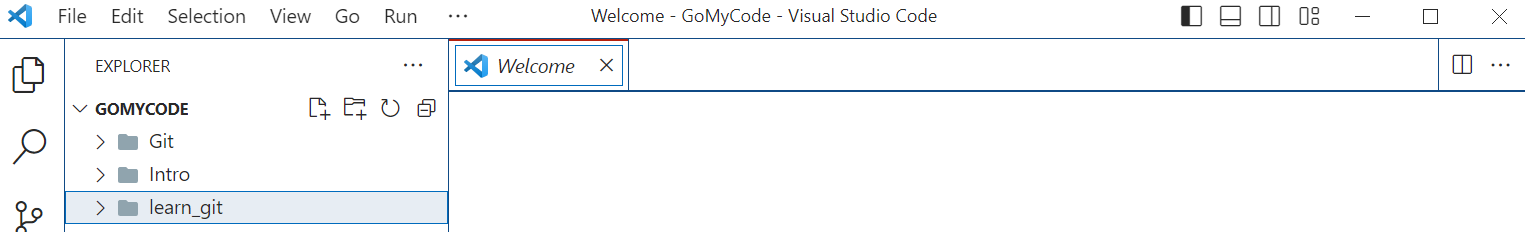 File Edit Selection View Go Run ··· Welcome - GoMyCode - Visual Studio Code
EXPLORER ···
Welcome
GOMYCODE
Git
Intro
learn_git